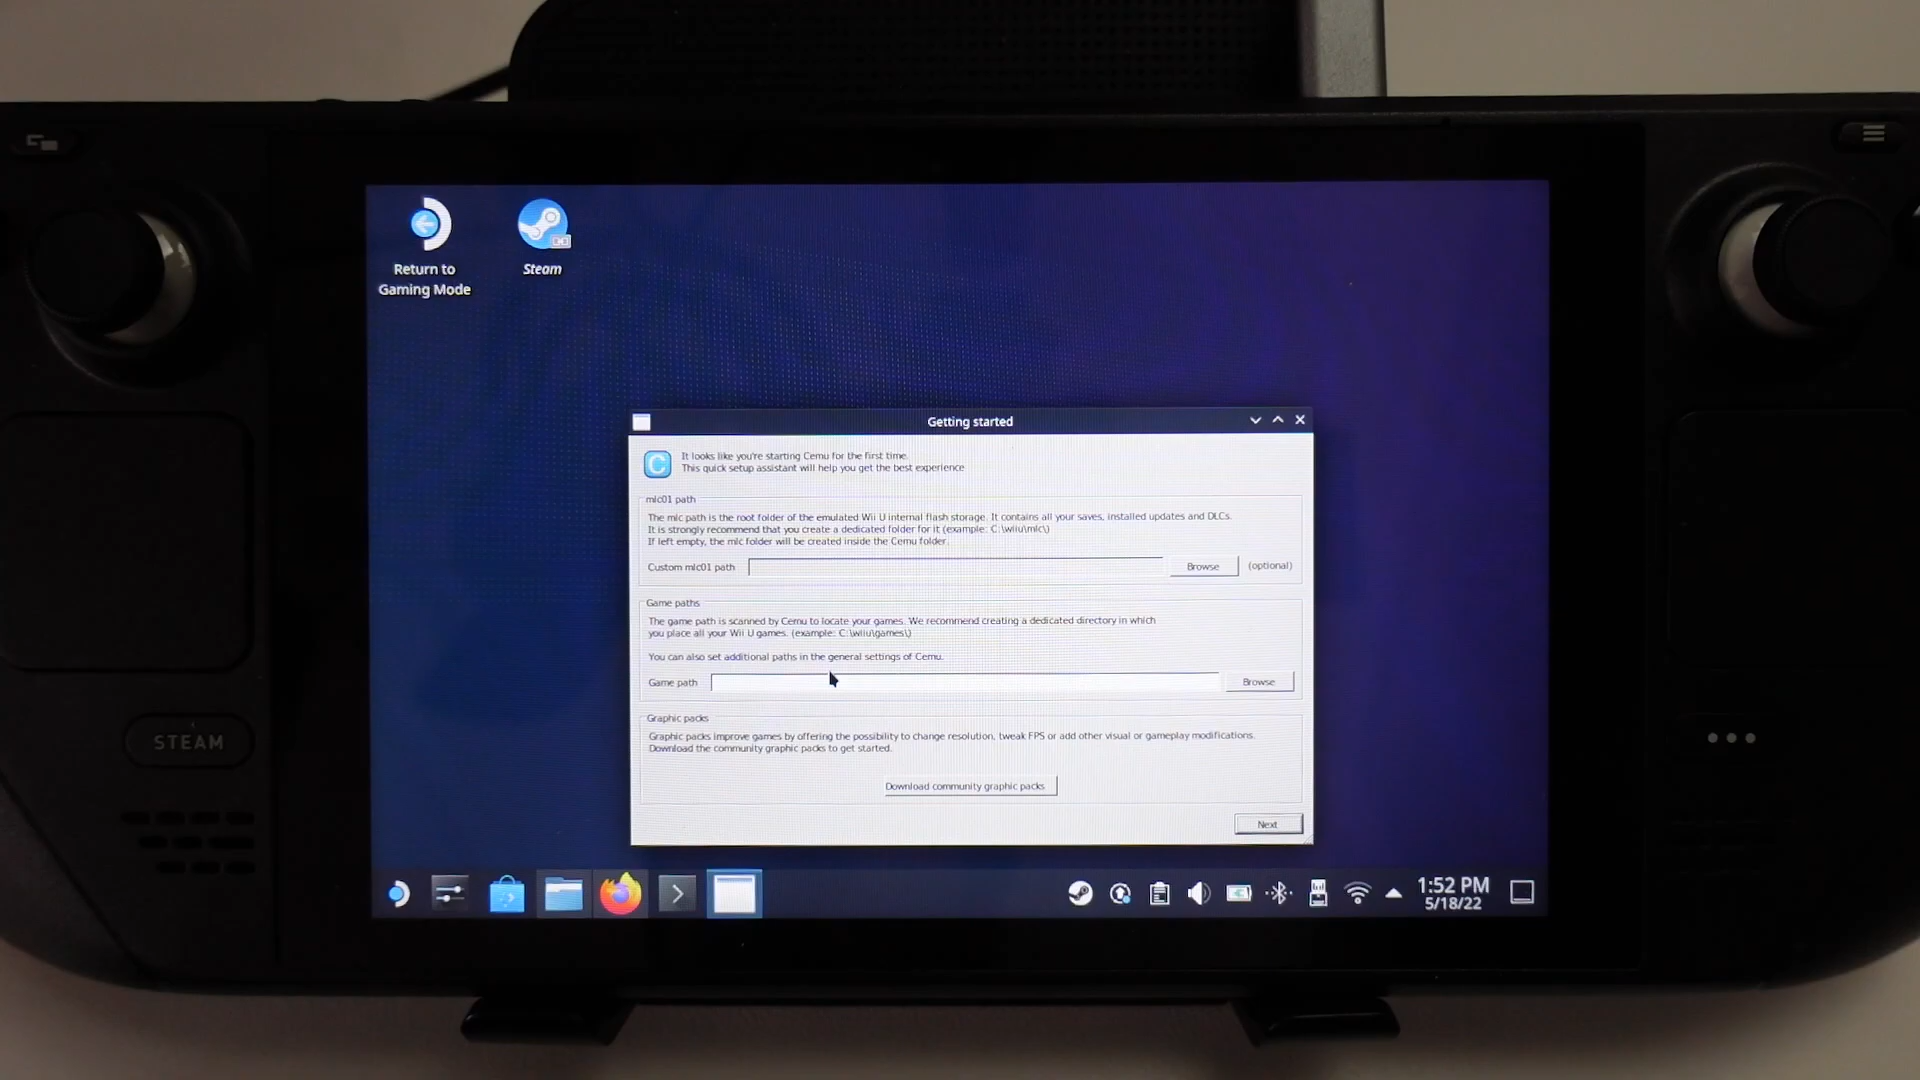 Return to
Gaming Mode
Steam
Getting started
C
It looks like you're starting Cemu for the first time.
This quick setup assistant will help you get the best experience
mlc01 path
The mlc path is the root folder of the emulated Wii U internal flash storage. It contains all your saves, installed updates and DLCs.
It is strongly recommend that you create a dedicated folder for it (example: C:\wiiu\mlc\)
If left empty, the mlc folder will be created inside the Cemu folder.
Custom mlc01 path
Browse
(optional)
Game paths
The game path is scanned by Cemu to locate your games. We recommend creating a dedicated directory in which
you place all your Wii U games. (example: C:\wiiu\games\)
You can also set additional paths in the general settings of Cemu.
Game path
Browse
Graphic packs
Graphic packs improve games by offering the possibility to change resolution, tweak FPS or add other visual or gameplay modifications.
Download the community graphic packs to get started.
Download community graphic packs
Next
STEAM
1:52 PM
5/18/22